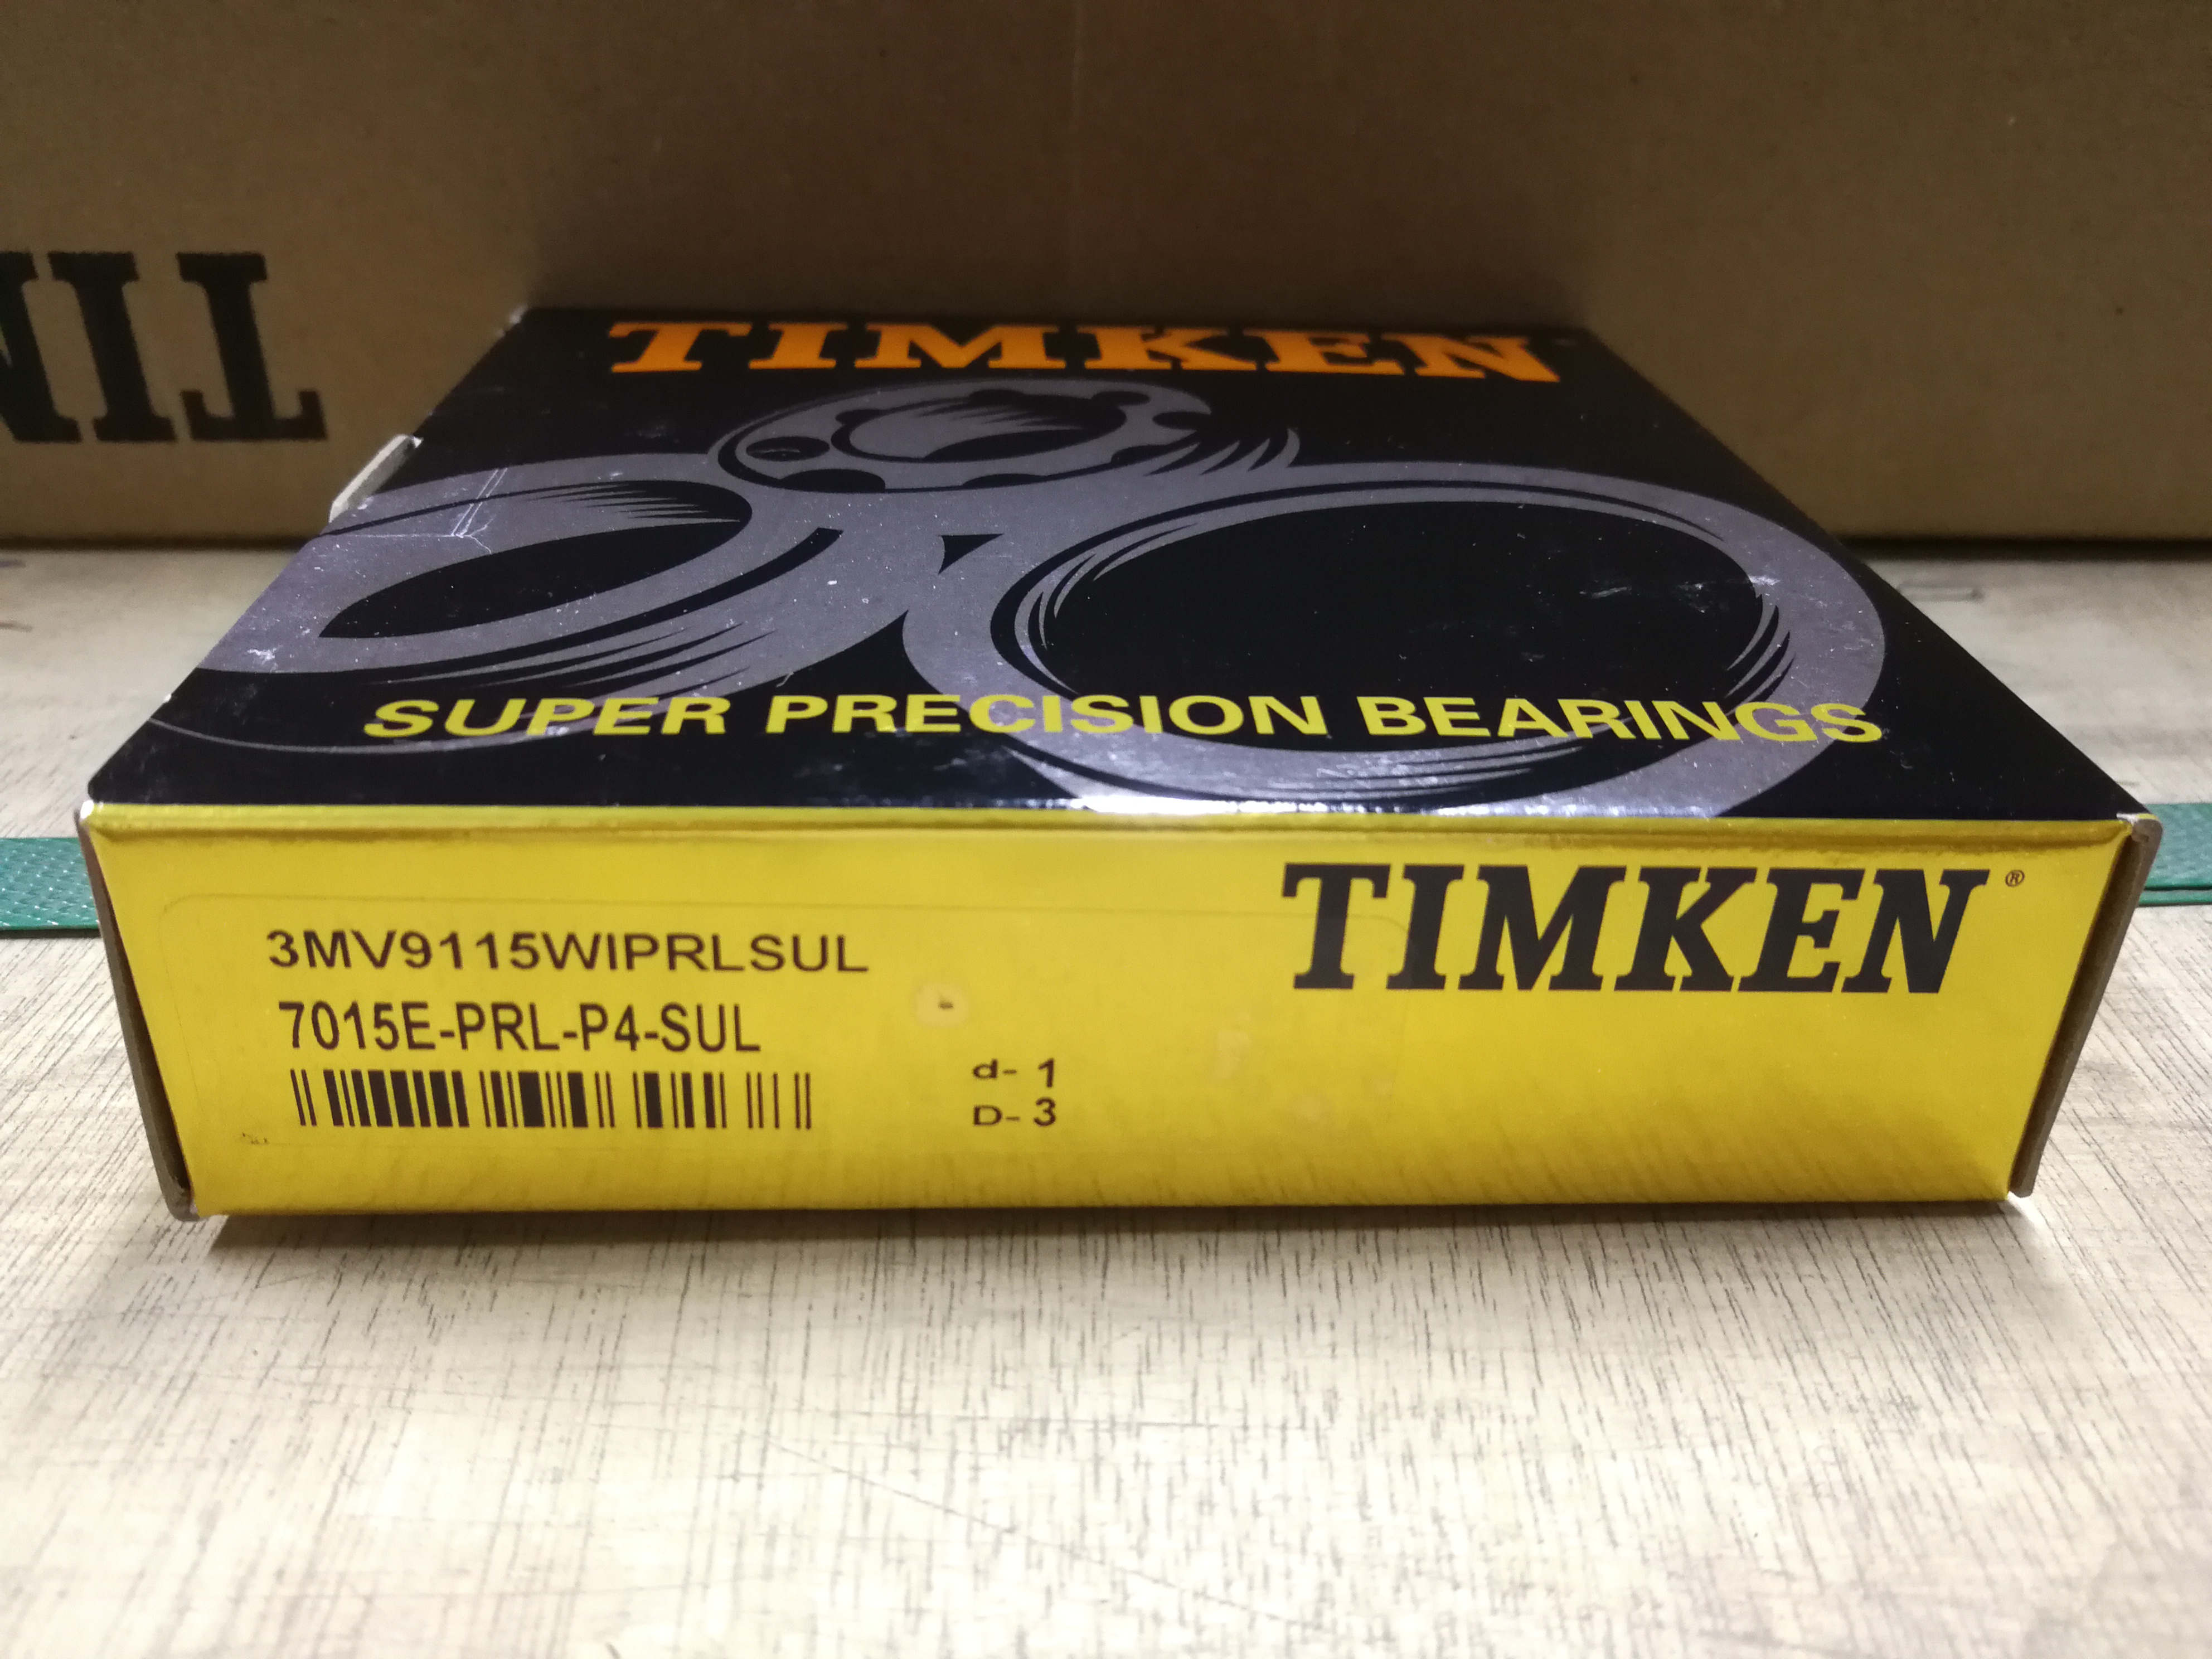 TIMKEN
SUPER PRECISION BEARINGS
TIMKEN®
3MV9115WIPRLSUL
7015E-PRL-P4-SUL
d- 1
D- 3